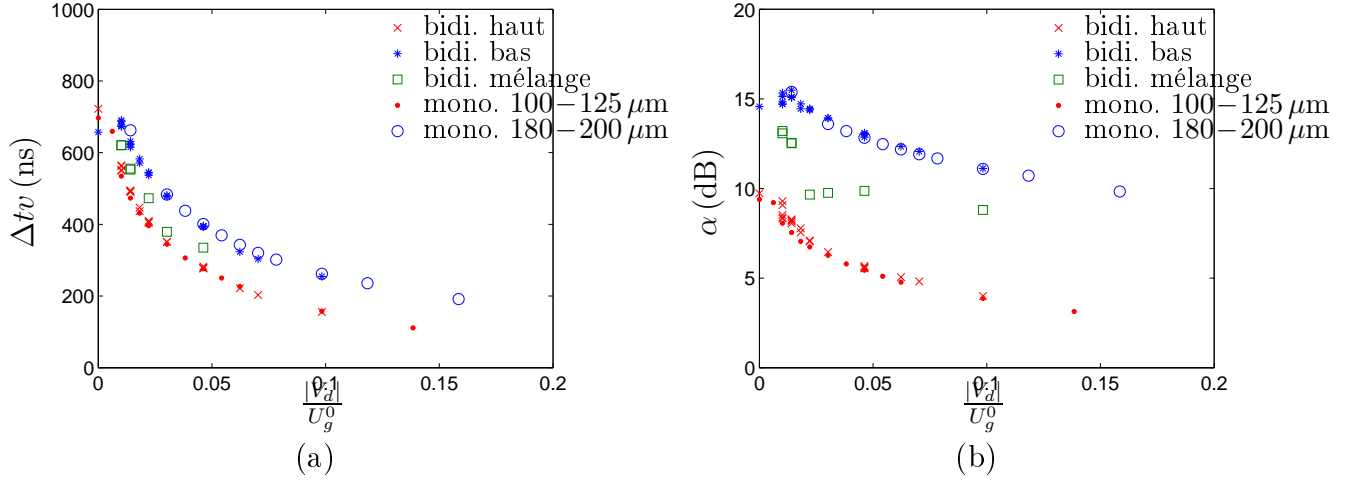 1000
800
600
400
200
0
0
0.05
0.1
0.15
0.2
Δtv (ns)
|V_d|
U_g^0
bidi. haut
bidi. bas
bidi. mélange
mono. 100−125 μm
mono. 180−200 μm
(a)
20
15
10
5
0
0
0.05
0.1
0.15
0.2
α (dB)
|V_d|
U_g^0
bidi. haut
bidi. bas
bidi. mélange
mono. 100−125 μm
mono. 180−200 μm
(b)